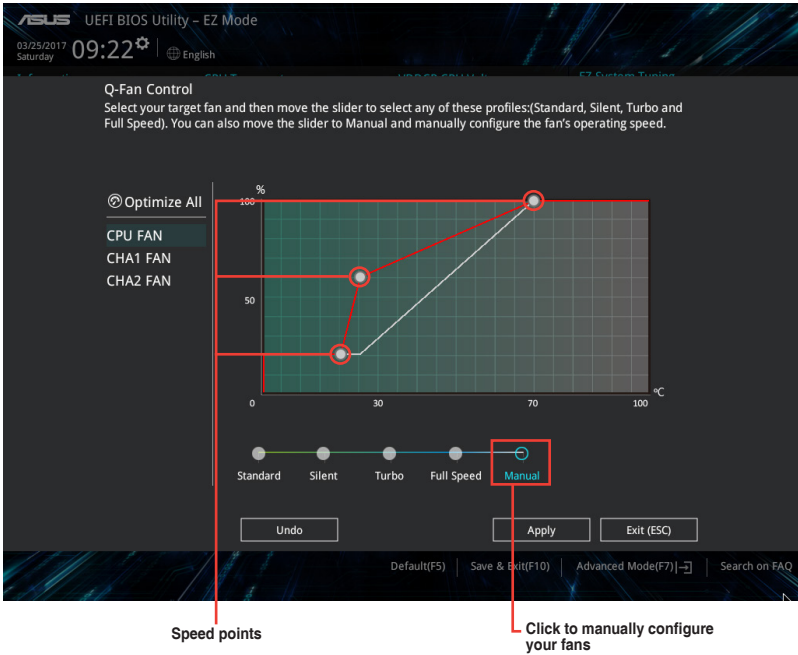 ASUS UEFI BIOS Utility – EZ Mode
03/25/2017
Saturday
09:22
English
EZ System Tuning
Q-Fan Control
Select your target fan and then move the slider to select any of these profiles:(Standard, Silent, Turbo and
Full Speed). You can also move the slider to Manual and manually configure the fan's operating speed.
Optimize All
CPU FAN
CHA1 FAN
CHA2 FAN
%
100
50
0
30
70
100
°C
Standard
Silent
Turbo
Full Speed
Manual
Undo
Apply
Exit (ESC)
Default(F5)
Save & Exit(F10)
Advanced Mode(F7)
Search on FAQ
Speed points
Click to manually configure
your fans